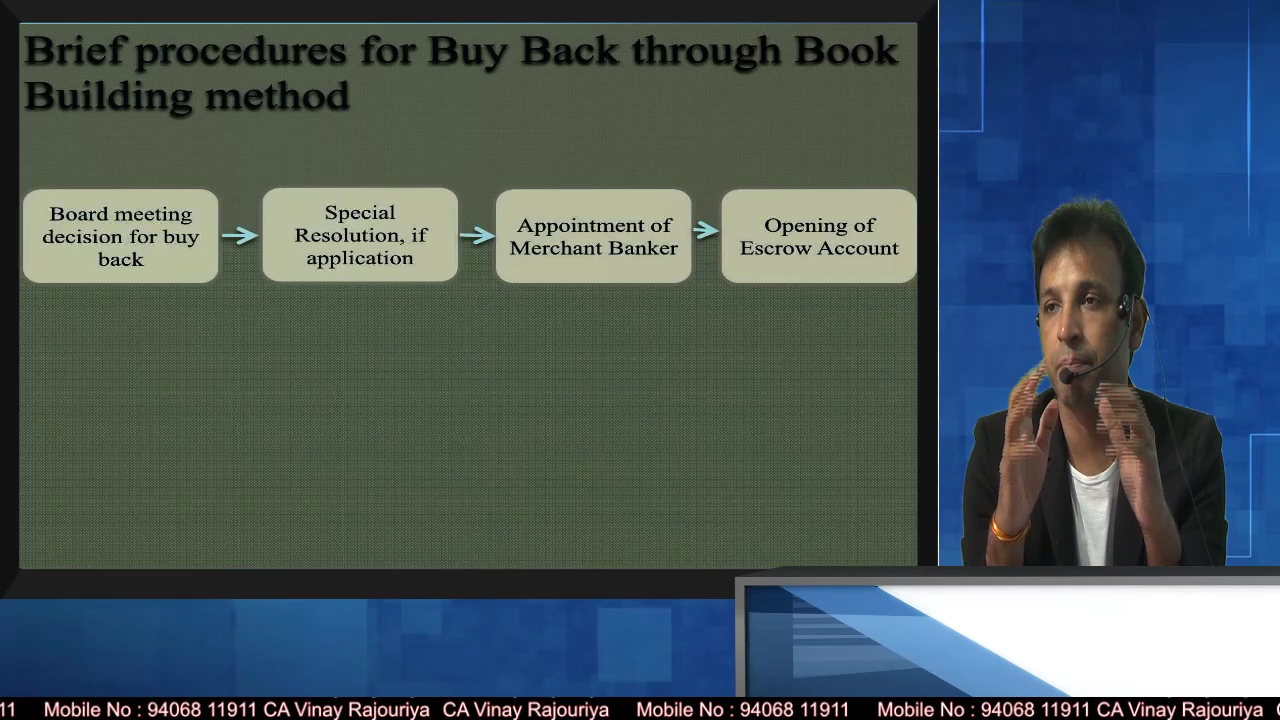 Brief procedures for Buy Back through Book
Building method
Board meeting
decision for buy
back
Special
Resolution, if
application
Appointment of
Merchant Banker
Opening of
Escrow Account
11 Mobile No : 94068 11911 CA Vinay Rajouriya CA Vinay Rajouriya Mobile No : 94068 11911 Mobile No : 94068 11911 CA Vinay Rajouriya